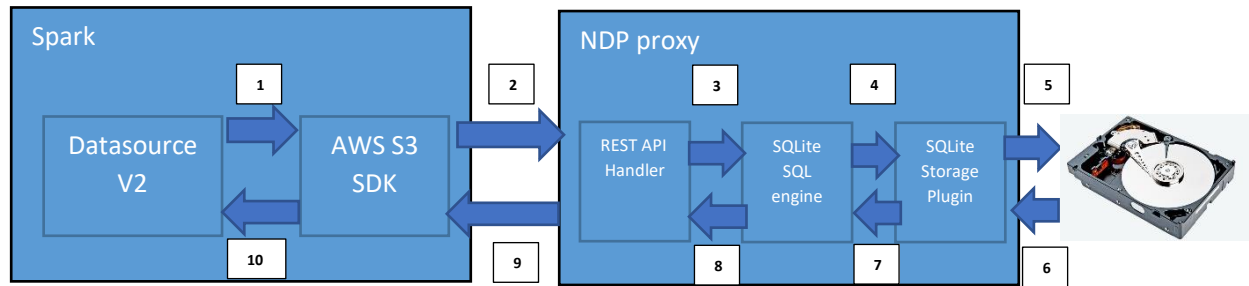 Spark
NDP proxy
1
2
3
4
5
Datasource
V2
AWS S3
SDK
REST API
Handler
SQLite
SQL
engine
SQLite
Storage
Plugin
10
9
8
7
6